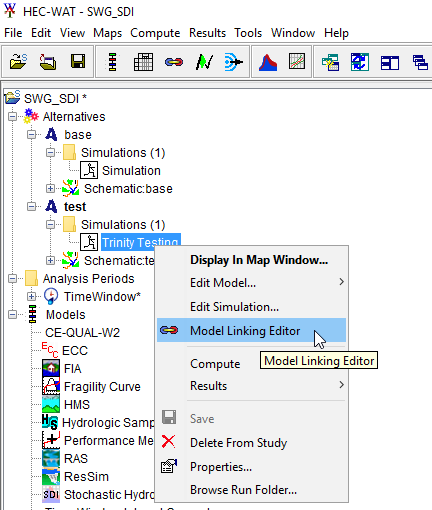 HEC-WAT - SWG_SDI
File Edit View Maps Compute Results Tools Window Help
SWG_SDI *
Alternatives
base
Simulations (1)
Simulation
Schematic:base
test
Simulations (1)
Trinity Testing
Schematic:te
Display In Map Window...
Analysis Periods
Edit Model...
TimeWindow*
Edit Simulation...
Models
Model Linking Editor
CE-QUAL-W2
ECC
Model Linking Editor
FIA
Compute
Fragility Curve
Results
HMS
Hydrologic Samp
Save
Performance Me
Delete From Study
RAS
ResSim
Properties...
SDI Stochastic Hydro
Browse Run Folder...